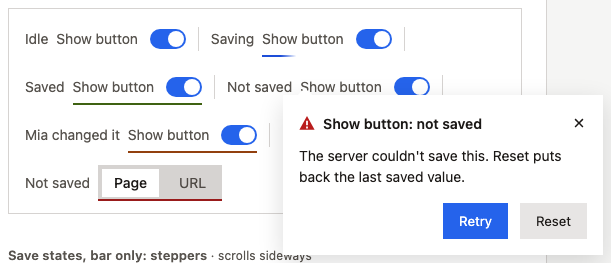 Idle Show button Saving Show button
Saved Show button Not saved Show button
Mia changed it Show button
Not saved Page URL
Show button: not saved
The server couldn't save this. Reset puts
back the last saved value.
Retry Reset
Save states, bar only: steppers · scrolls sideways